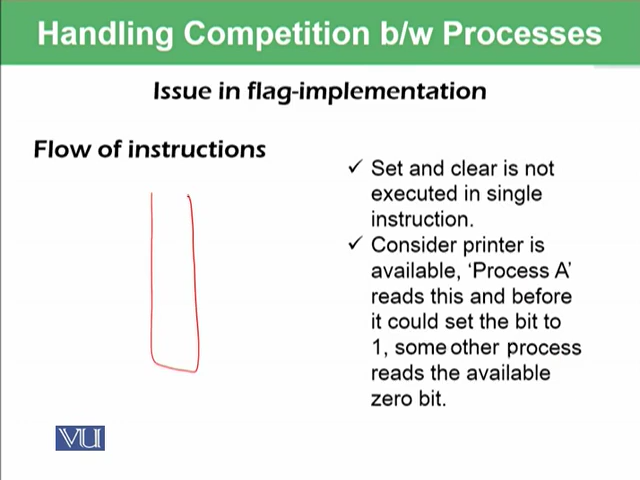 Handling Competition b/w Processes
Issue in flag-implementation
Flow of instructions
✓ Set and clear is not
executed in single
instruction.
✓ Consider printer is
available, ‘Process A’
reads this and before
it could set the bit to
1, some other process
reads the available
zero bit.
VU